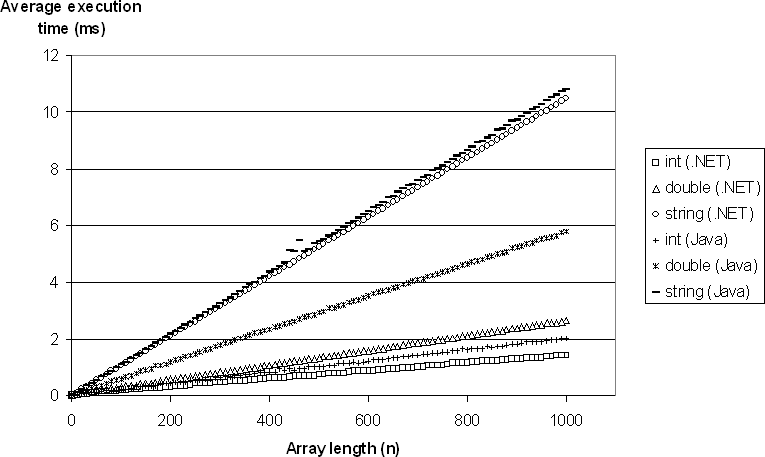 Average execution
time (ms)
12
10
8
6
4
2
0
0
200
400
600
800
1000
Array length (n)
int (.NET)
double (.NET)
string (.NET)
int (Java)
double (Java)
string (Java)